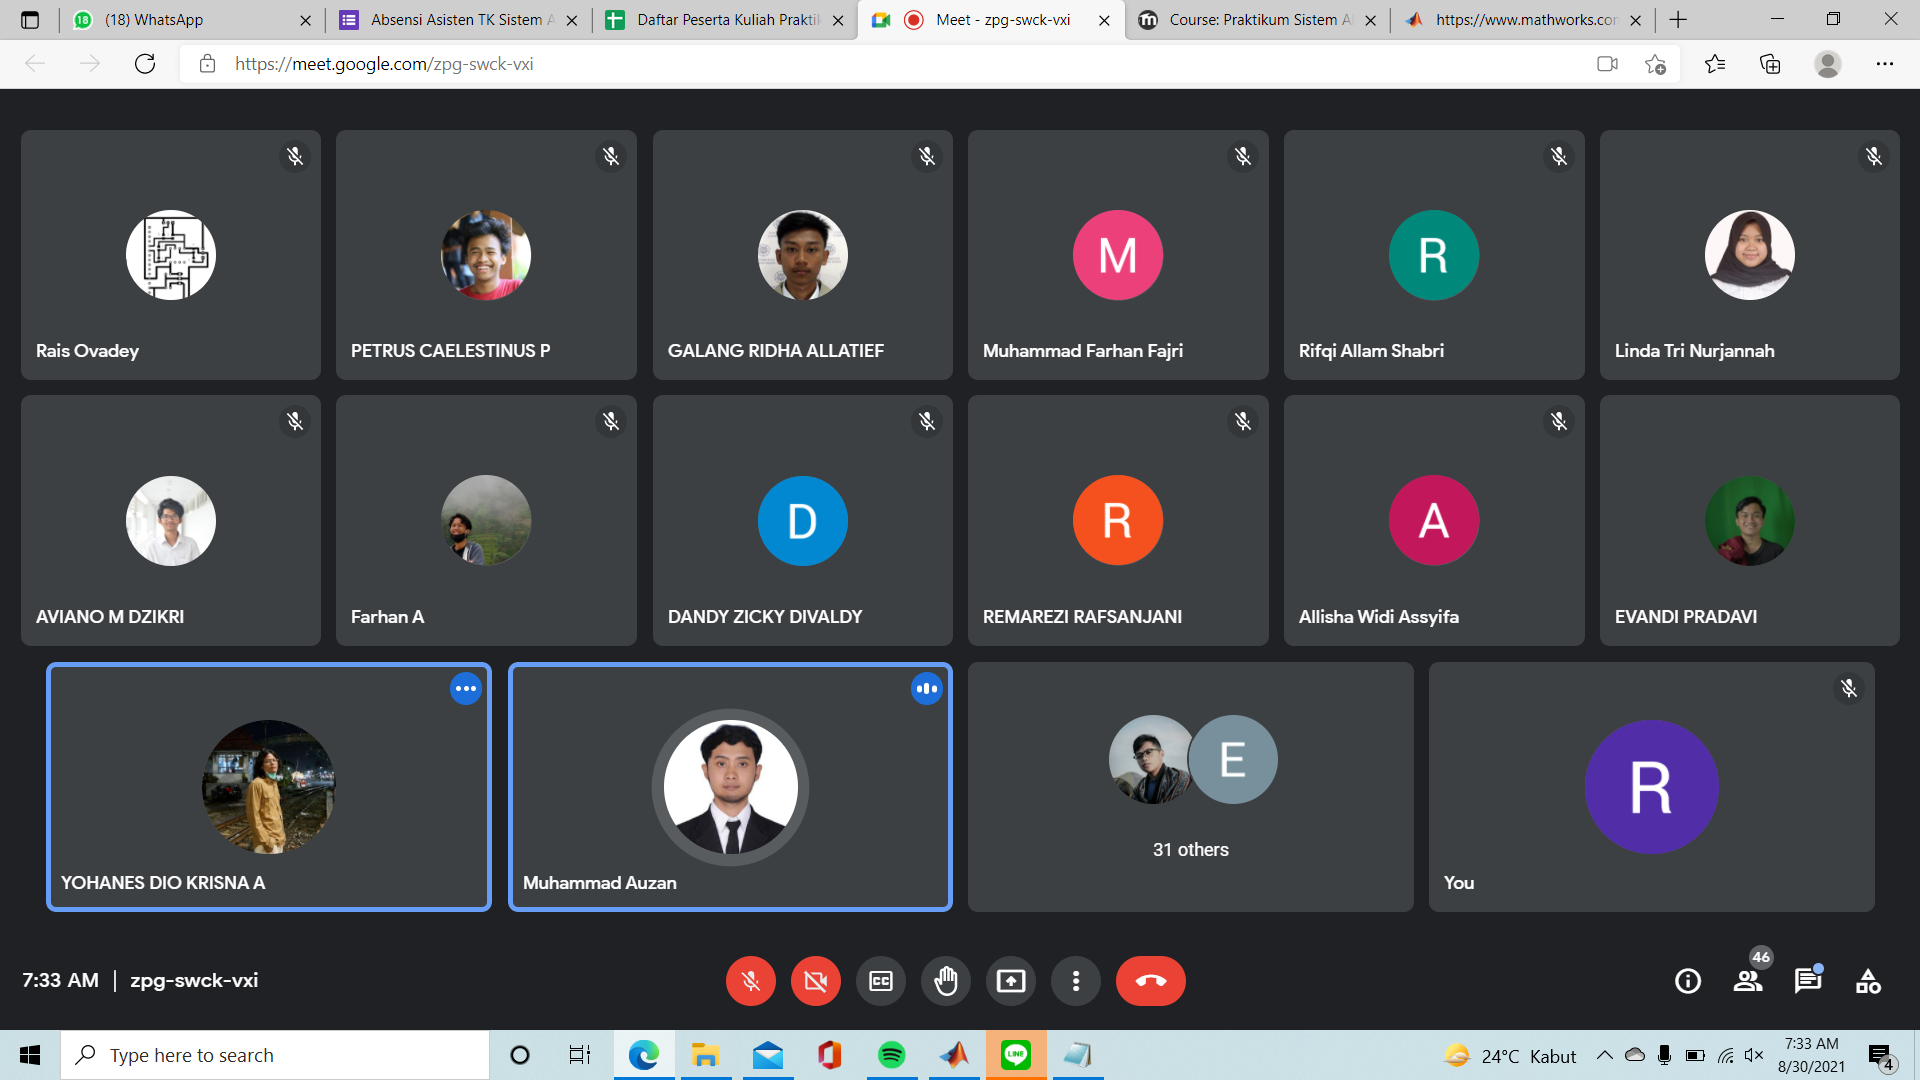 (18) WhatsApp
Absensi Asisten TK Sistem A
Daftar Peserta Kuliah Prakti
Meet - zpg-swck-vxi
Course: Praktikum Sistem A
https://www.mathworks.co
https://meet.google.com/zpg-swck-vxi
Rais Ovadey
PETRUS CAELESTINUS P
GALANG RIDHA ALLATIEF
M
Muhammad Farhan Fajri
R
Rifqi Allam Shabri
Linda Tri Nurjannah
AVIANO M DZIKRI
Farhan A
D
DANDY ZICKY DIVALDY
R
REMAREZI RAFSANJANI
A
Allisha Widi Assyifa
EVANDI PRADAVI
YOHANES DIO KRISNA A
Muhammad Auzan
E
31 others
R
You
7:33 AM | zpg-swck-vxi
CC
46
Type here to search
LINE
24°C Kabut
7:33 AM
8/30/2021
4